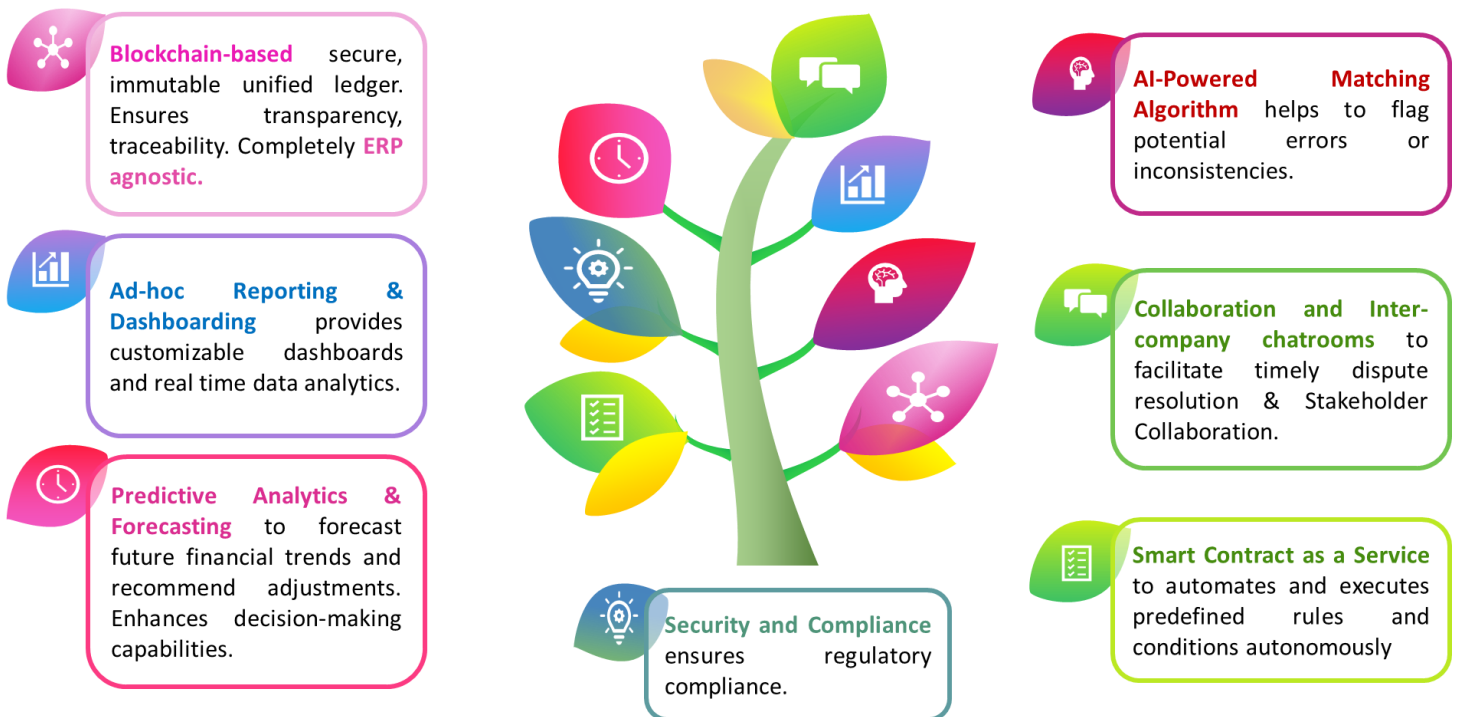 Blockchain-based secure,
immutable unified ledger.
Ensures transparency,
traceability. Completely ERP
agnostic.
Ad-hoc Reporting &
Dashboarding provides
customizable dashboards
and real time data analytics.
Predictive Analytics &
Forecasting to forecast
future financial trends and
recommend adjustments.
Enhances decision-making
capabilities.
Security and Compliance
ensures regulatory
compliance.
AI-Powered Matching
Algorithm helps to flag
potential errors or
inconsistencies.
Collaboration and Inter-
company chatrooms to
facilitate timely dispute
resolution & Stakeholder
Collaboration.
Smart Contract as a Service
to automates and executes
predefined rules and
conditions autonomously